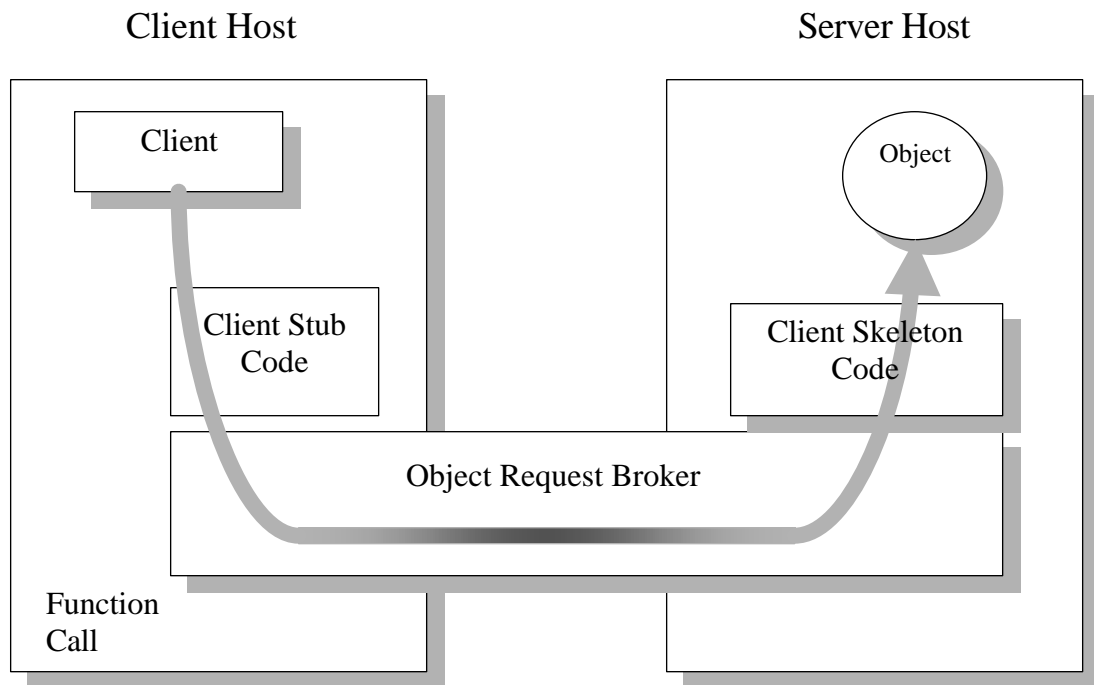 Client Host
Server Host
Client
Object
Client Stub
Code
Client Skeleton
Code
Object Request Broker
Function
Call